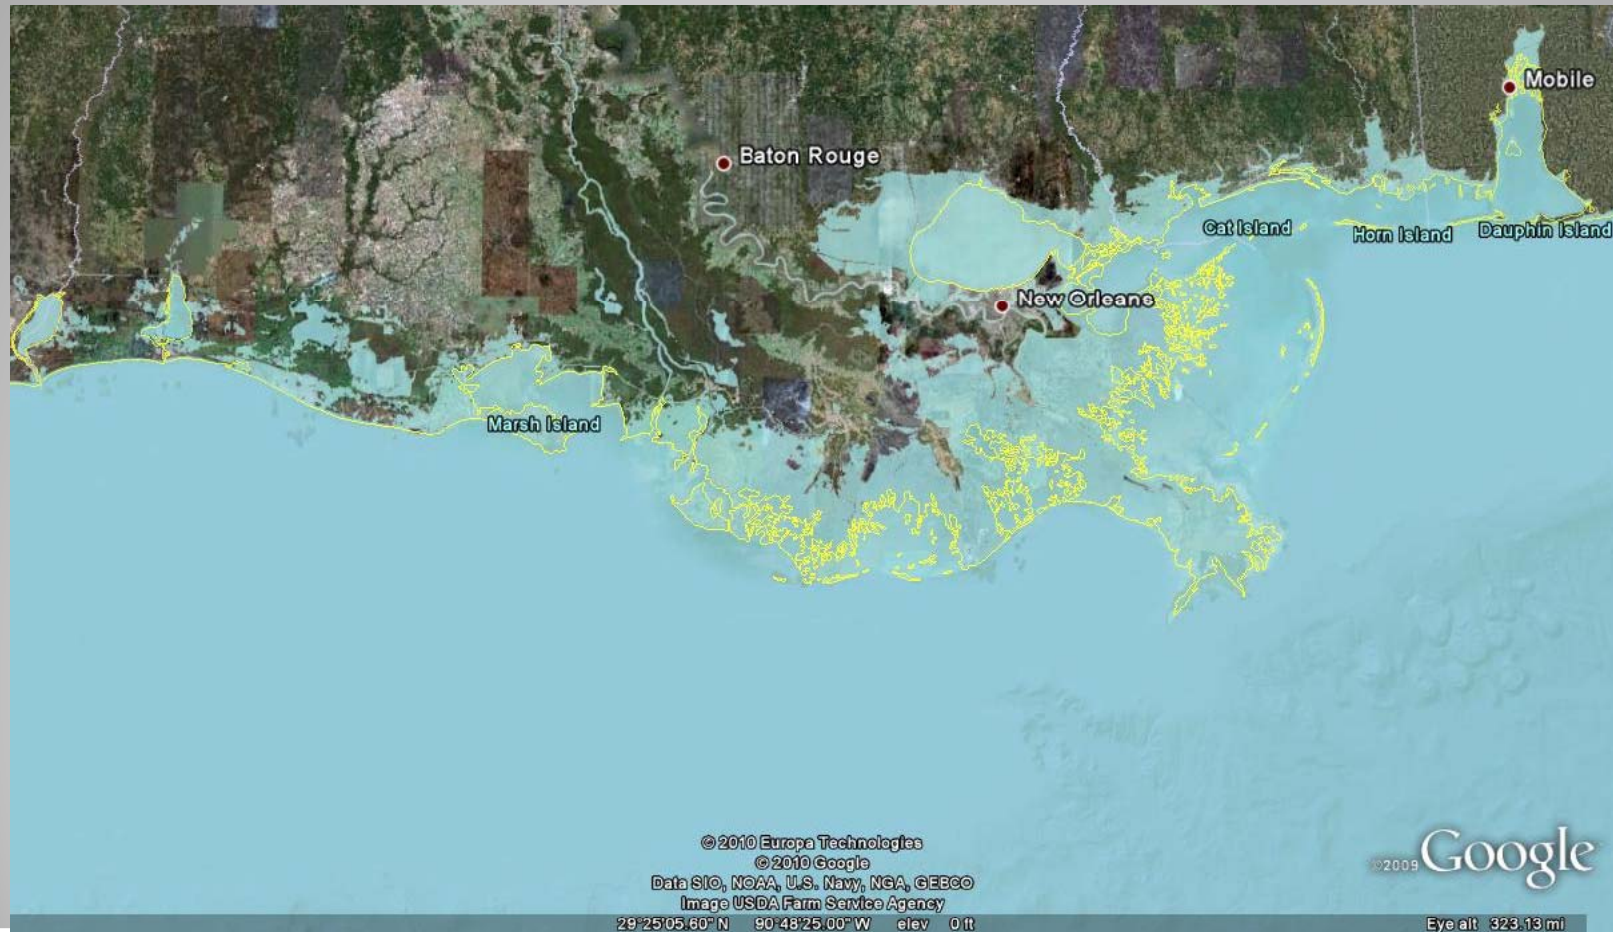 Mobile
Baton Rouge
Cat Island
Horn Island
Dauphin Island
New Orleans
Marsh Island
© 2010 Europa Technologies
© 2010 Google
Data SIO, NOAA, U.S. Navy, NGA, GEBCO
Image USDA Farm Service Agency
©2009 Google
29°25'05.60" N 90°48'25.00" W elev 0 ft
Eye alt 323.13 mi